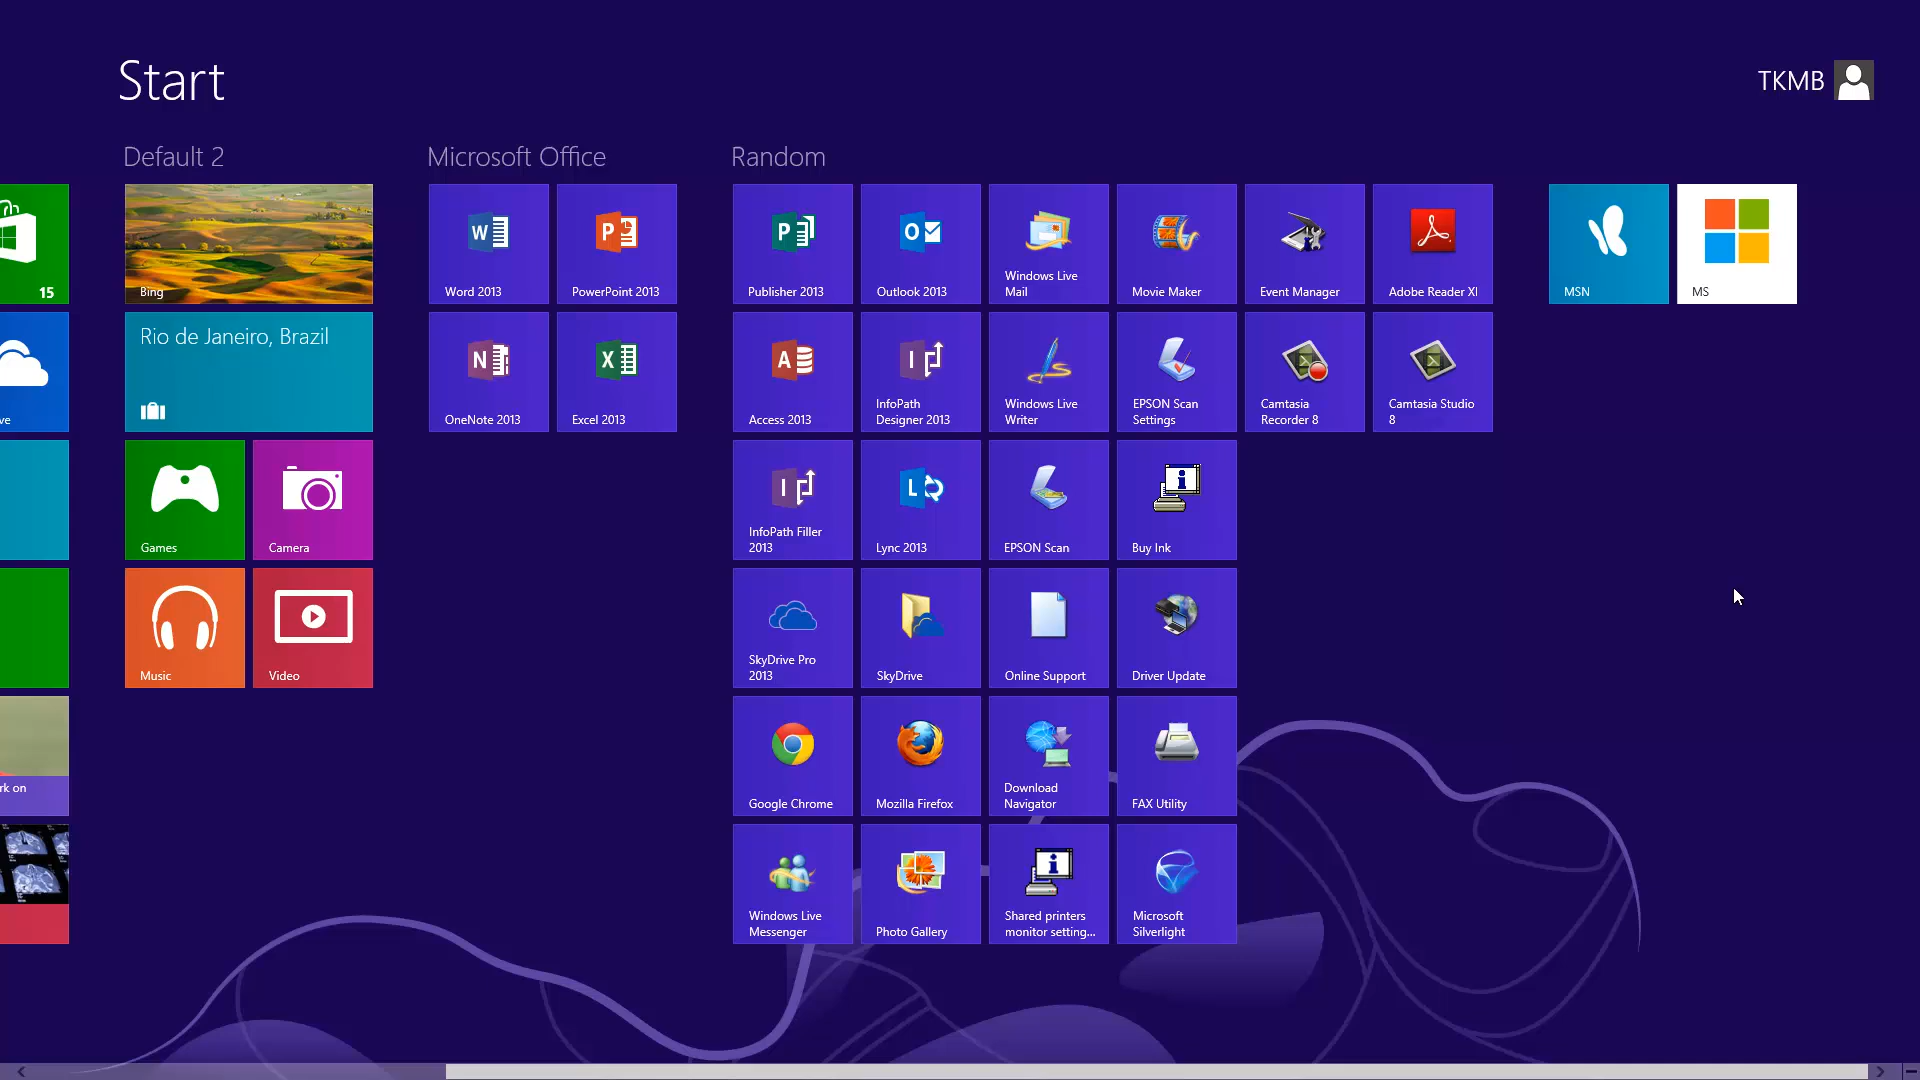 Start
TKMB
Default 2
Microsoft Office
Random
15
Bing
Word 2013
PowerPoint 2013
Publisher 2013
Outlook 2013
Windows Live
Mail
Movie Maker
Event Manager
Adobe Reader XI
MSN
MS
ve
Rio de Janeiro, Brazil
OneNote 2013
Excel 2013
Access 2013
InfoPath
Designer 2013
Windows Live
Writer
EPSON Scan
Settings
Camtasia
Recorder 8
Camtasia Studio
8
Games
Camera
InfoPath Filler
2013
Lync 2013
EPSON Scan
Buy Ink
Music
Video
SkyDrive Pro
2013
SkyDrive
Online Support
Driver Update
rk on
Google Chrome
Mozilla Firefox
Download
Navigator
FAX Utility
Windows Live
Messenger
Photo Gallery
Shared printers
monitor setting...
Microsoft
Silverlight